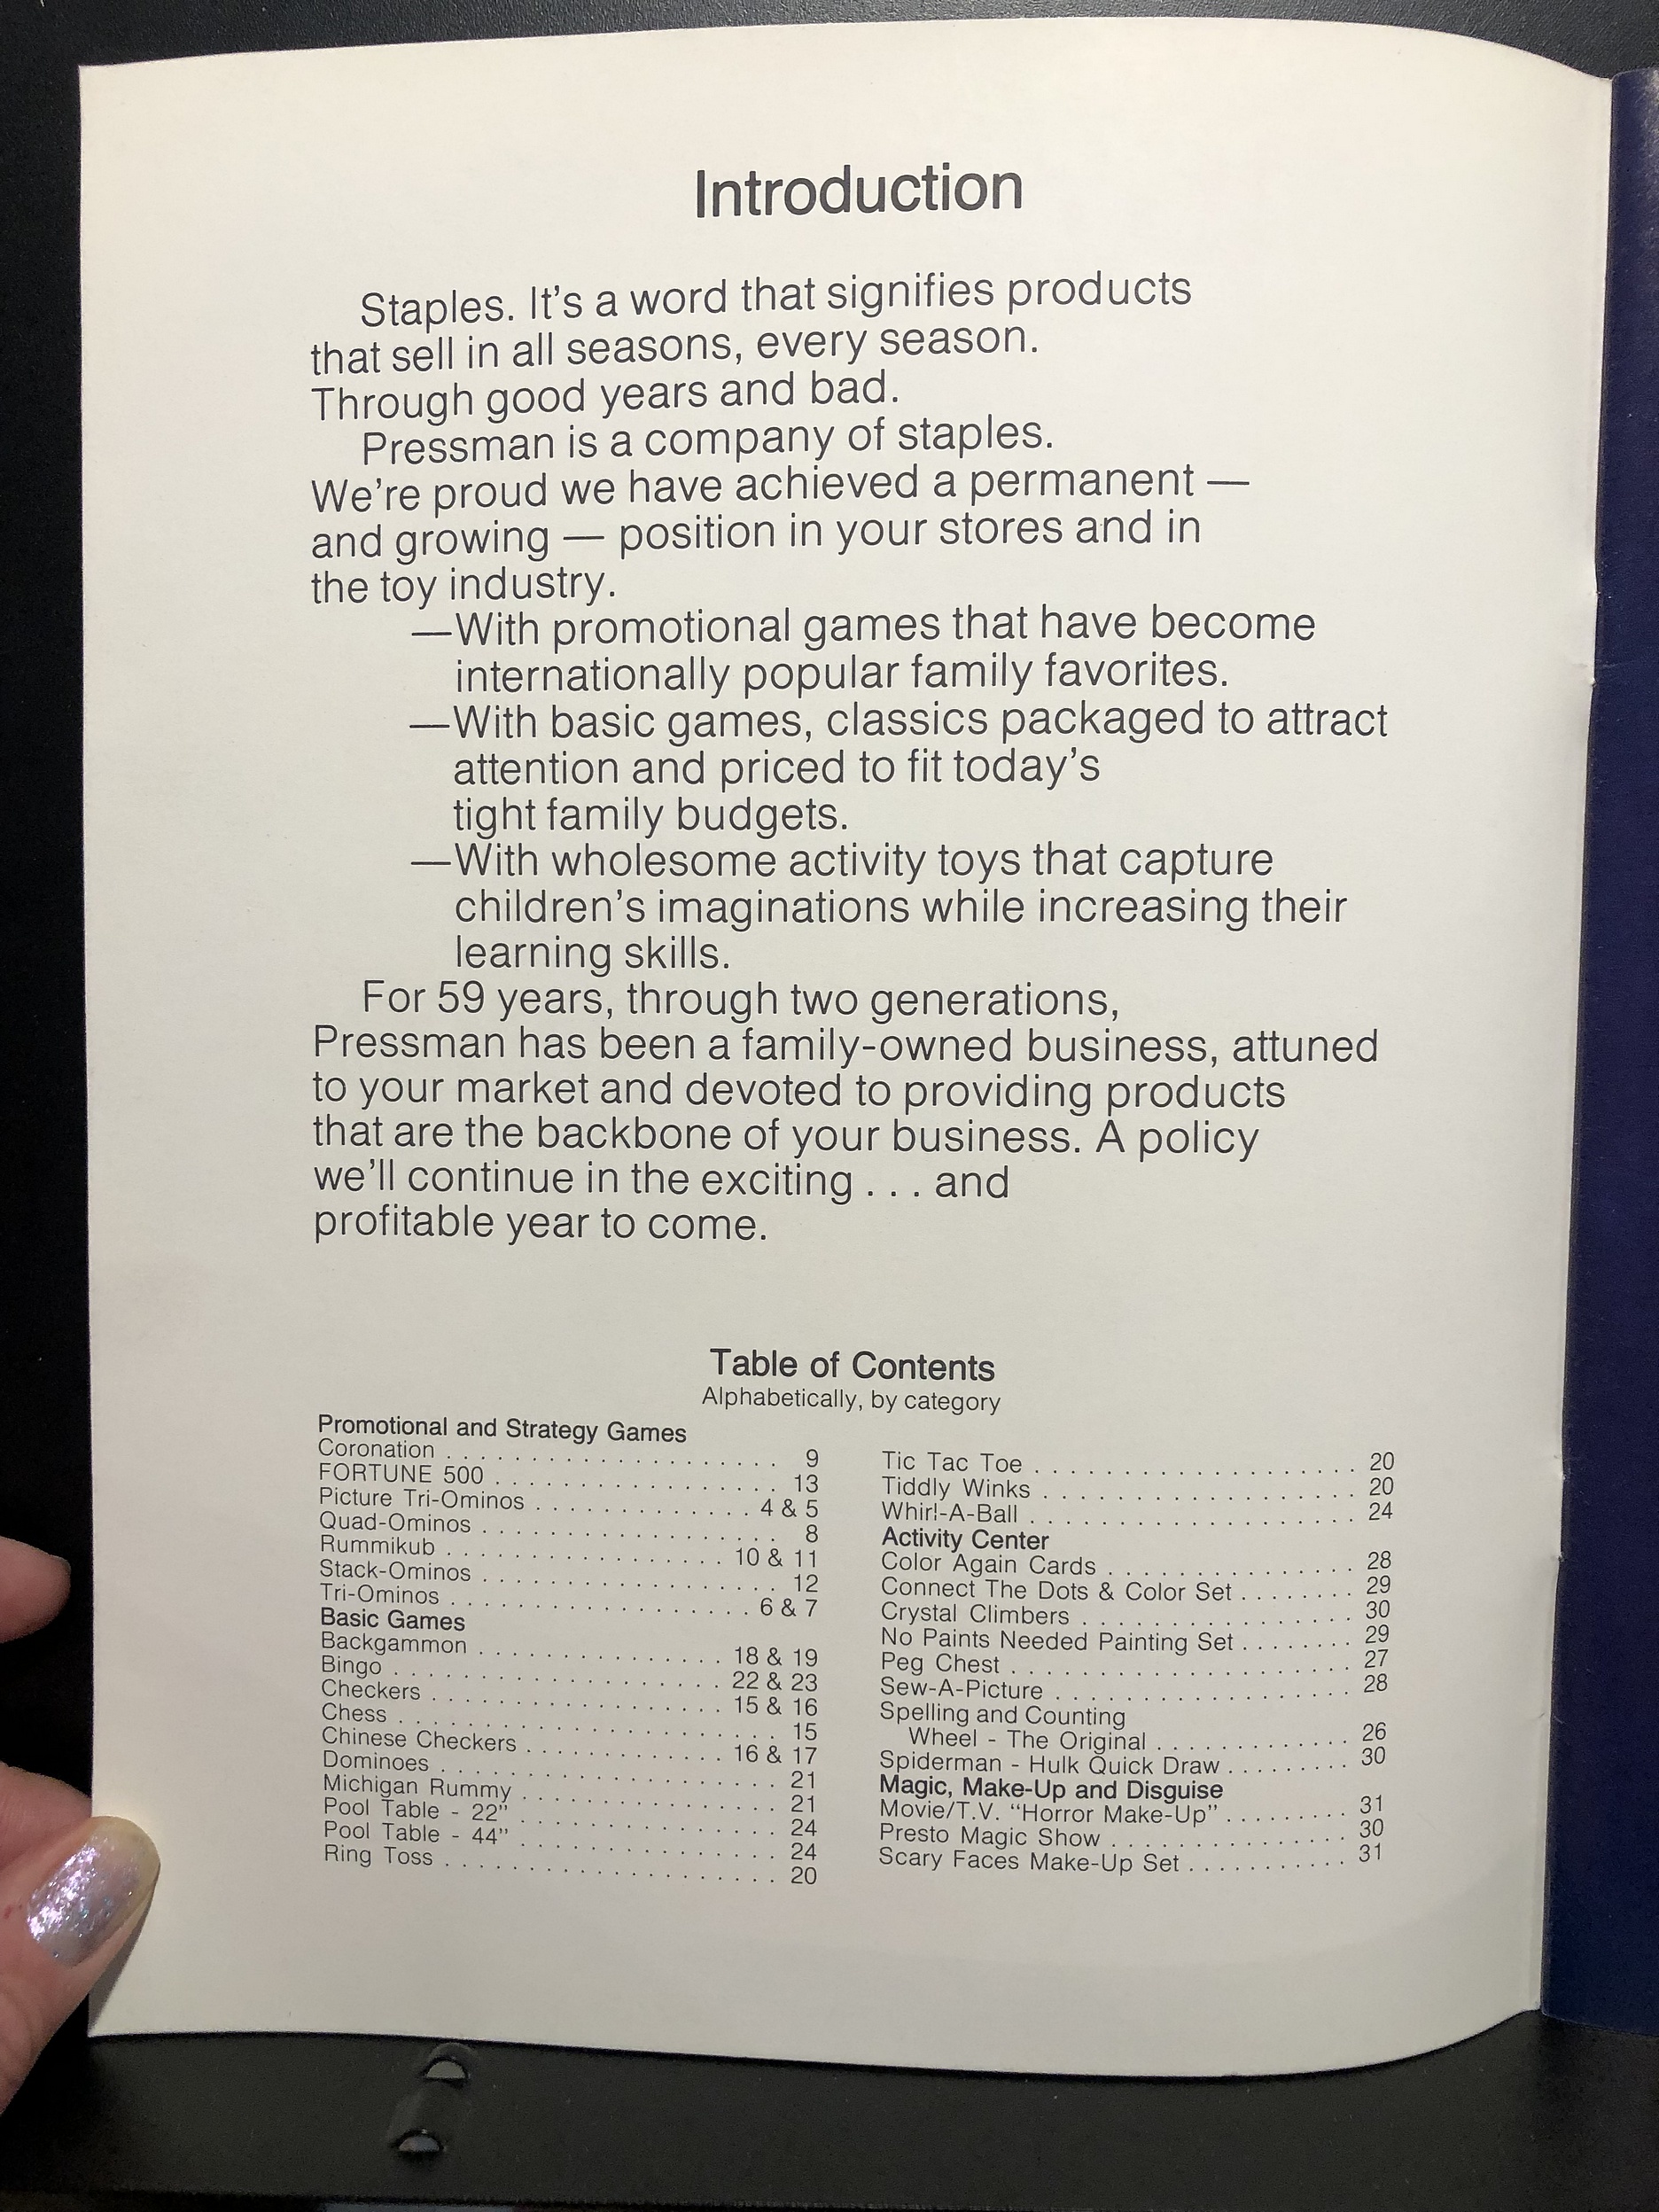 Introduction
Staples. It's a word that signifies products
that sell in all seasons, every season.
Through good years and bad.
Pressman is a company of staples.
We're proud we have achieved a permanent —
and growing — position in your stores and in
the toy industry.
—With promotional games that have become
internationally popular family favorites.
—With basic games, classics packaged to attract
attention and priced to fit today's
tight family budgets.
—With wholesome activity toys that capture
children's imaginations while increasing their
learning skills.
For 59 years, through two generations,
Pressman has been a family-owned business, attuned
to your market and devoted to providing products
that are the backbone of your business. A policy
we'll continue in the exciting . . . and
profitable year to come.
Table of Contents
Alphabetically, by category
Promotional and Strategy Games
Coronation . . . . . . . . . . . . . . . . . . . . 9
FORTUNE 500 . . . . . . . . . . . . . . . . . 13
Picture Tri-Ominos . . . . . . . . . . . . 4 & 5
Quad-Ominos . . . . . . . . . . . . . . . . . . 8
Rummikub . . . . . . . . . . . . . . . . . 10 & 11
Stack-Ominos . . . . . . . . . . . . . . . . . 12
Tri-Ominos . . . . . . . . . . . . . . . . . . 6 & 7
Basic Games
Backgammon . . . . . . . . . . . . . . . 18 & 19
Bingo . . . . . . . . . . . . . . . . . . . . 22 & 23
Checkers . . . . . . . . . . . . . . . . . . 15 & 16
Chess . . . . . . . . . . . . . . . . . . . . . . 15
Chinese Checkers . . . . . . . . . . . . 16 & 17
Dominoes . . . . . . . . . . . . . . . . . . . . 21
Michigan Rummy . . . . . . . . . . . . . . . 21
Pool Table - 22" . . . . . . . . . . . . . . . 24
Pool Table - 44" . . . . . . . . . . . . . . . 24
Ring Toss . . . . . . . . . . . . . . . . . . . . 20
Tic Tac Toe . . . . . . . . . . . . . . . . . . . 20
Tiddly Winks . . . . . . . . . . . . . . . . . . 20
Whirl-A-Ball . . . . . . . . . . . . . . . . . . . 24
Activity Center
Color Again Cards . . . . . . . . . . . . . . 28
Connect The Dots & Color Set . . . . . . . 29
Crystal Climbers . . . . . . . . . . . . . . . . 30
No Paints Needed Painting Set . . . . . . . . 29
Peg Chest . . . . . . . . . . . . . . . . . . . . 27
Sew-A-Picture . . . . . . . . . . . . . . . . . . 28
Spelling and Counting
Wheel - The Original . . . . . . . . . . . . . 26
Spiderman - Hulk Quick Draw . . . . . . . . . 30
Magic, Make-Up and Disguise
Movie/T.V. "Horror Make-Up" . . . . . . . . . 31
Presto Magic Show . . . . . . . . . . . . . . . 30
Scary Faces Make-Up Set . . . . . . . . . . . 31